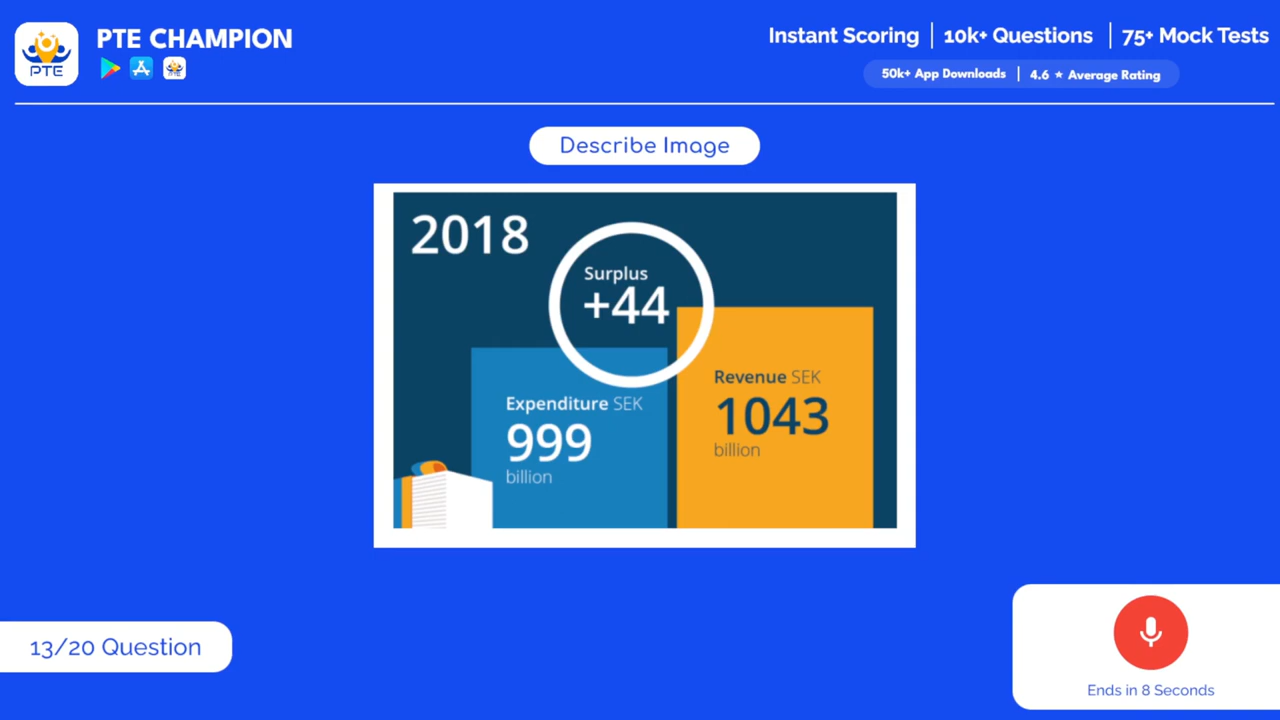 PTE CHAMPION
PTE
Instant Scoring | 10k+ Questions | 75+ Mock Tests
50k+ App Downloads | 4.6 ★ Average Rating
Describe Image
2018
Surplus
+44
Expenditure SEK
999
billion
Revenue SEK
1043
billion
13/20 Question
Ends in 8 Seconds